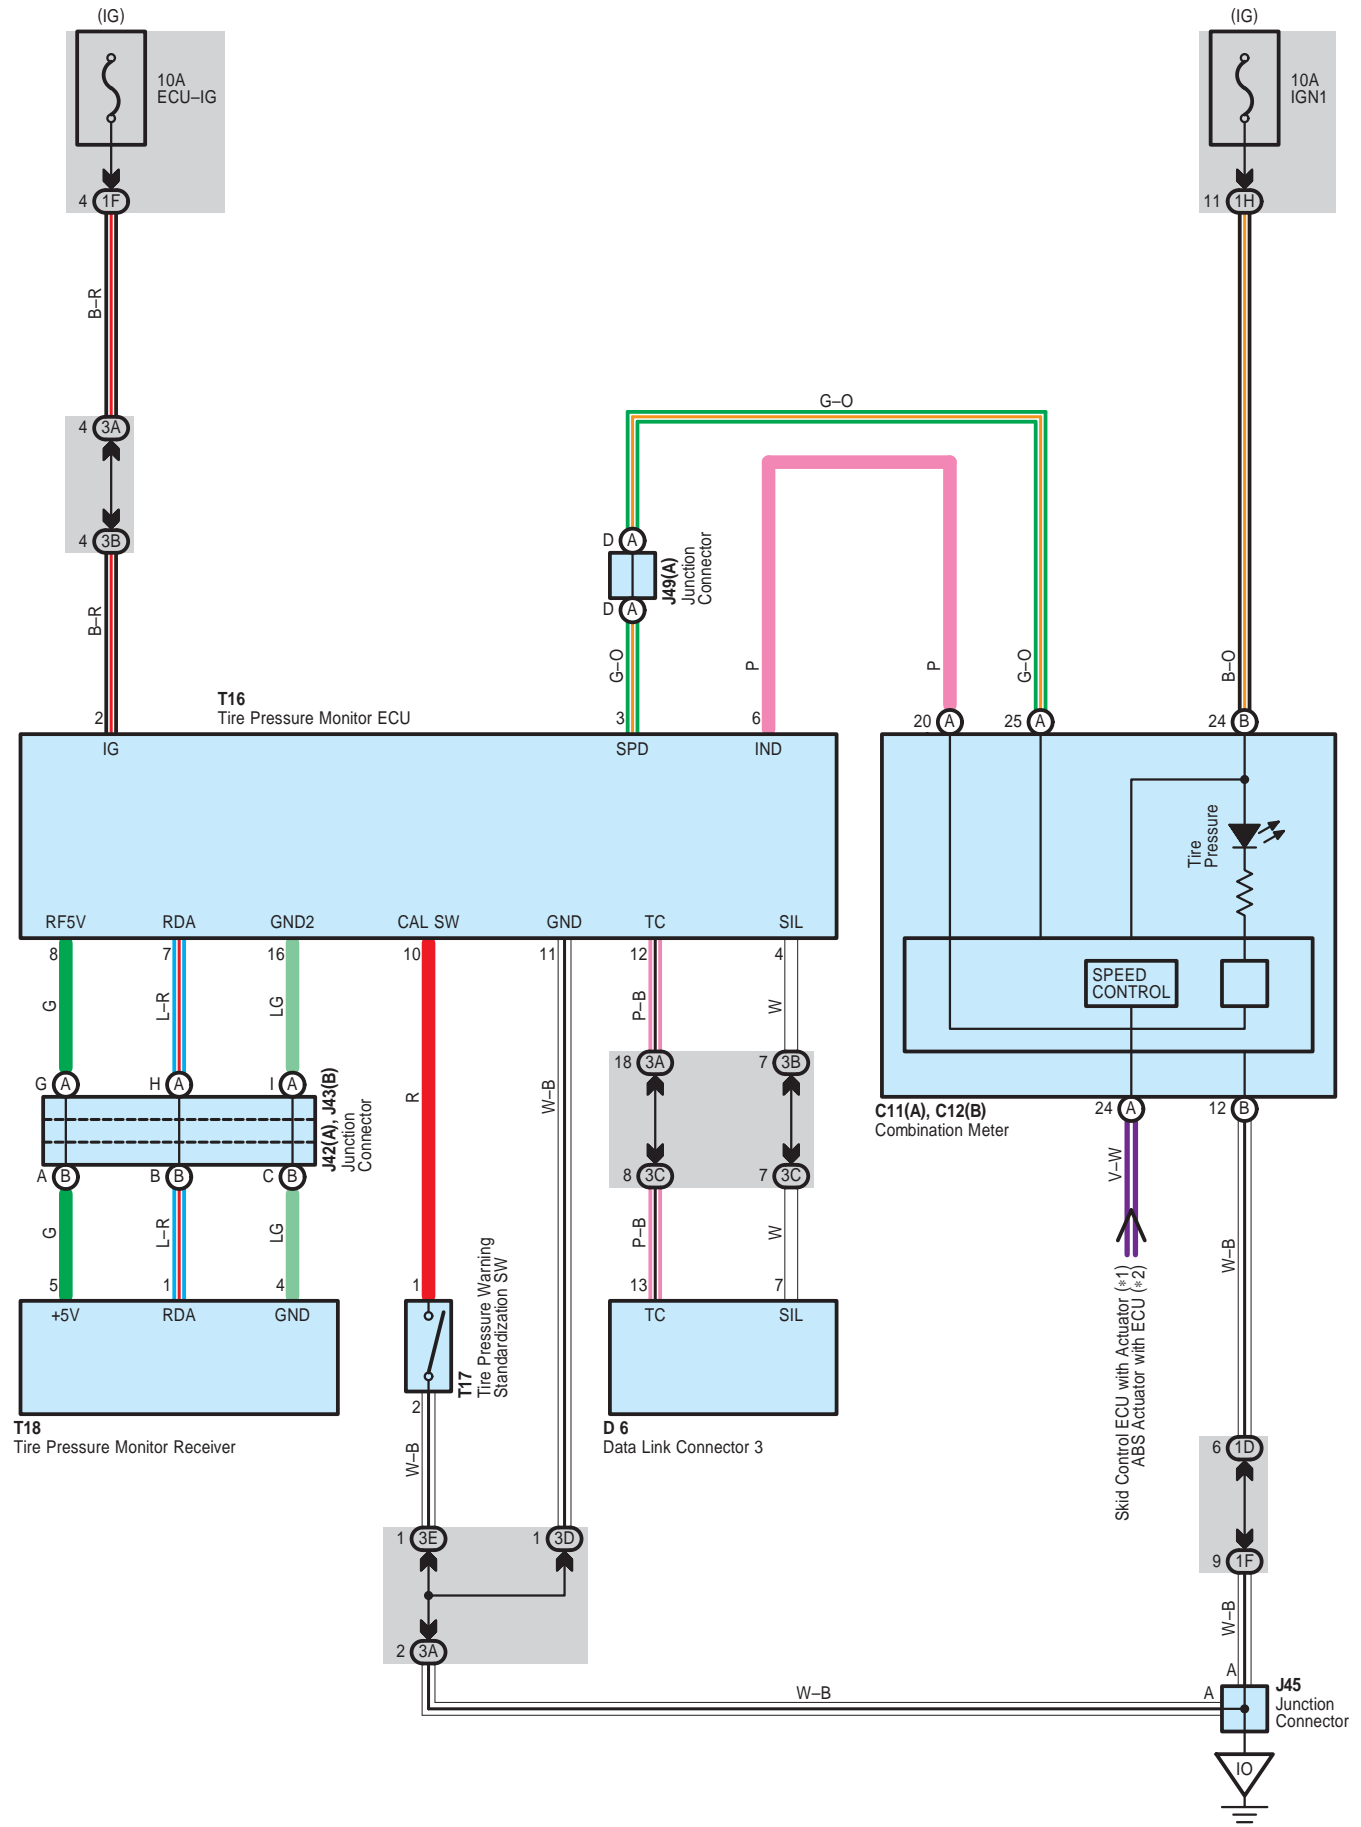 (IG)
(IG)
10A
ECU–IG
10A
IGN1
4 1F
11 1H
B–R
G–O
4 3A
4 3B
D A
J49(A)
Junction
Connector
D A
B–R
G–O
P
P
G–O
B–O
T16
Tire Pressure Monitor ECU
2
3
6
20 A
25 A
24 B
IG
SPD
IND
Tire
Pressure
RF5V
RDA
GND2
CAL SW
GND
TC
SIL
8
7
16
10
11
12
4
SPEED
CONTROL
G
L–R
LG
R
W–B
P–B
W
18 3A
7 3B
G A
H A
I A
J42(A), J43(B)
Junction
Connector
C11(A), C12(B)
Combination Meter
24 A
12 B
A B
B B
C B
8 3C
7 3C
V–W
G
L–R
LG
P–B
W
W–B
5
1
4
1
13
7
+5V
RDA
GND
TC
SIL
T17
Tire Pressure Warning
Standardization SW
Skid Control ECU with Actuator (*1)
ABS Actuator with ECU (*2)
2
T18
Tire Pressure Monitor Receiver
D 6
Data Link Connector 3
W–B
6 1D
1 3E
1 3D
9 1F
W–B
2 3A
A
W–B
A
J45
Junction
Connector
IO